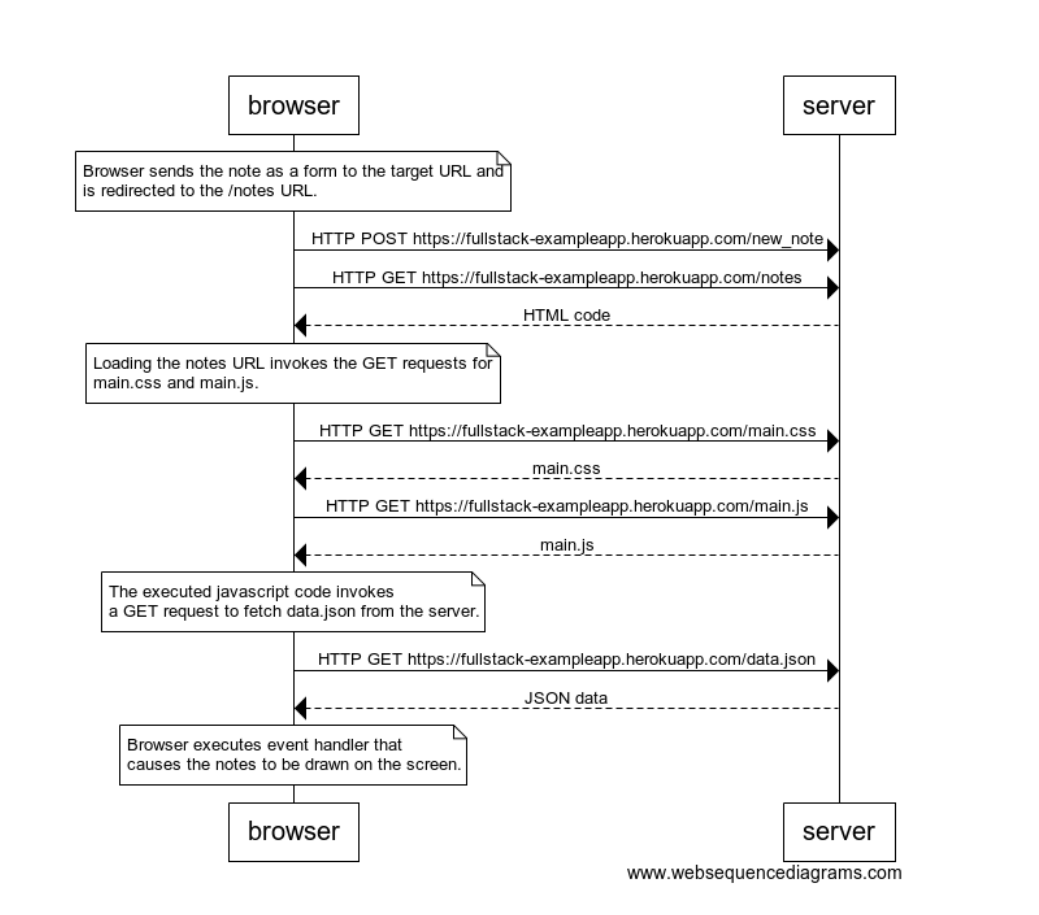 browser
server
Browser sends the note as a form to the target URL and
is redirected to the /notes URL.
HTTP POST https://fullstack-exampleapp.herokuapp.com/new_note
HTTP GET https://fullstack-exampleapp.herokuapp.com/notes
HTML code
Loading the notes URL invokes the GET requests for
main.css and main.js.
HTTP GET https://fullstack-exampleapp.herokuapp.com/main.css
main.css
HTTP GET https://fullstack-exampleapp.herokuapp.com/main.js
main.js
The executed javascript code invokes
a GET request to fetch data.json from the server.
HTTP GET https://fullstack-exampleapp.herokuapp.com/data.json
JSON data
Browser executes event handler that
causes the notes to be drawn on the screen.
browser
server
www.websequencediagrams.com